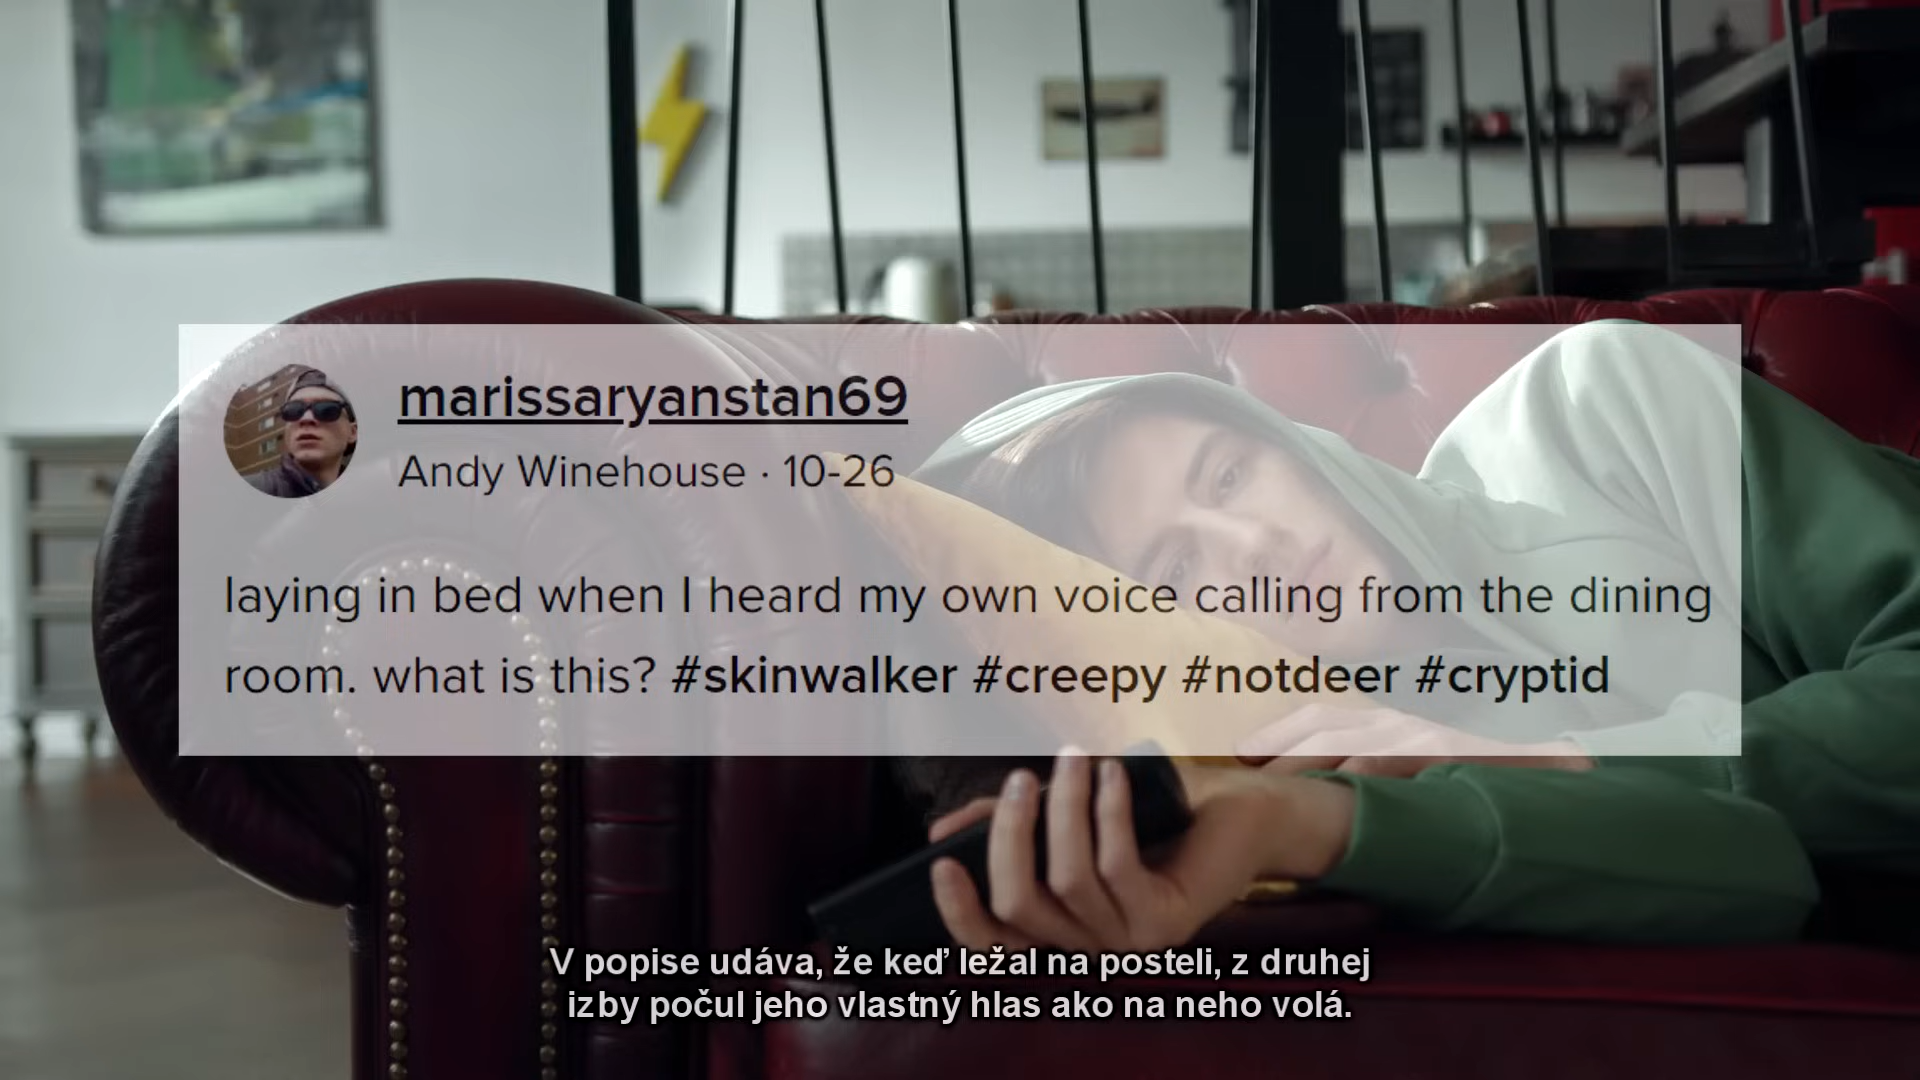 marissaryanstan69
Andy Winehouse · 10-26
laying in bed when I heard my own voice calling from the dining
room. what is this? #skinwalker #creepy #notdeer #cryptid
V popise udáva, že keď ležal na posteli, z druhej
izby počul jeho vlastný hlas ako na neho volá.